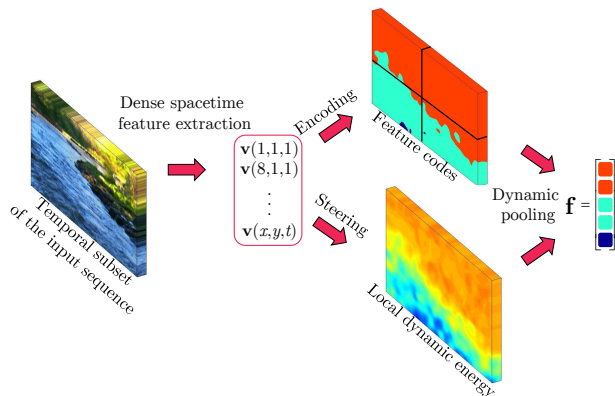 Dense spacetime
feature extraction
Temporal subset
of the input sequence
v(1,1,1)
v(8,1,1)
⋮
v(x,y,t)
Encoding
Feature codes
Steering
Local dynamic energy
Dynamic
pooling
f =